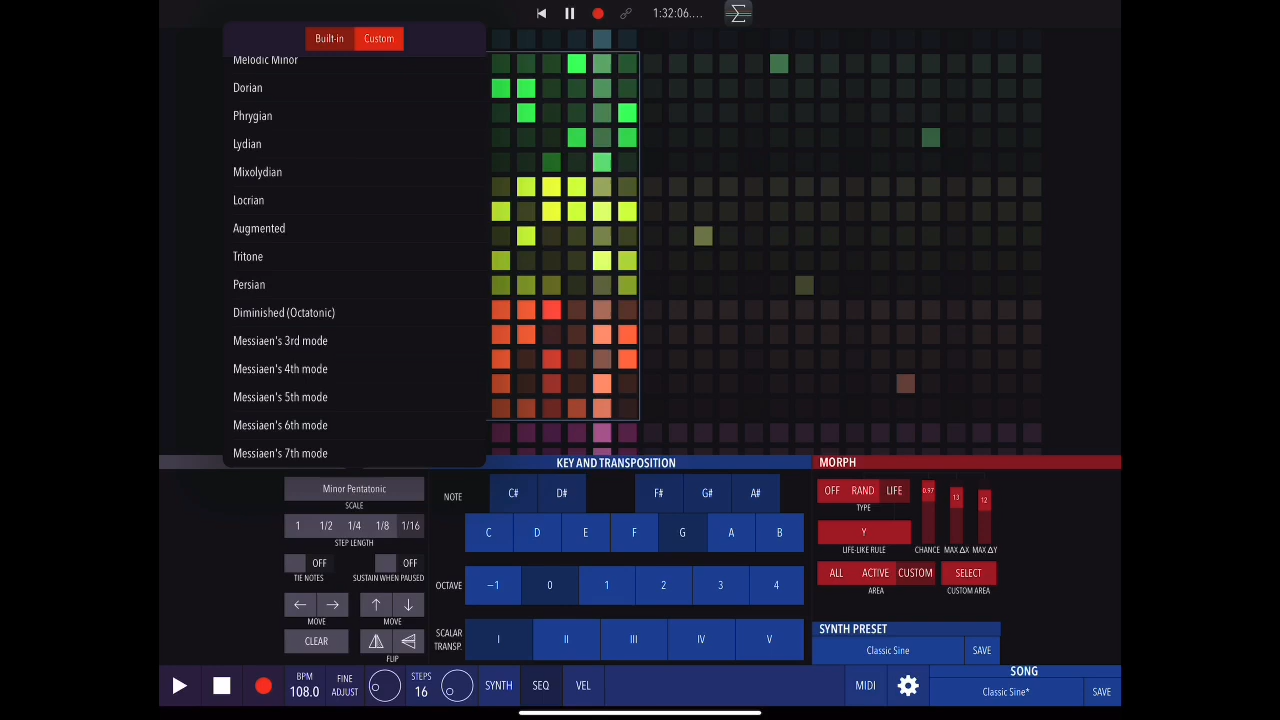 1:32:06....
Built-in Custom
Melodic Minor
Dorian
Phrygian
Lydian
Mixolydian
Locrian
Augmented
Tritone
Persian
Diminished (Octatonic)
Messiaen's 3rd mode
Messiaen's 4th mode
Messiaen's 5th mode
Messiaen's 6th mode
Messiaen's 7th mode
Minor Pentatonic
SCALE
1 1/2 1/4 1/8 1/16
STEP LENGTH
OFF OFF
TIE NOTES SUSTAIN WHEN PAUSED
MOVE MOVE
CLEAR
FLIP
KEY AND TRANSPOSITION
NOTE C# D# F# G# A#
C D E F G A B
OCTAVE −1 0 1 2 3 4
SCALAR TRANSP. I II III IV V
MORPH
OFF RAND LIFE
TYPE
Y
LIFE-LIKE RULE
0.97 13 12
CHANCE MAX ΔX MAX ΔY
ALL ACTIVE CUSTOM SELECT
AREA CUSTOM AREA
SYNTH PRESET
Classic Sine SAVE
BPM
108.0
FINE
ADJUST
STEPS
16
SYNTH SEQ VEL
MIDI
SONG
Classic Sine* SAVE